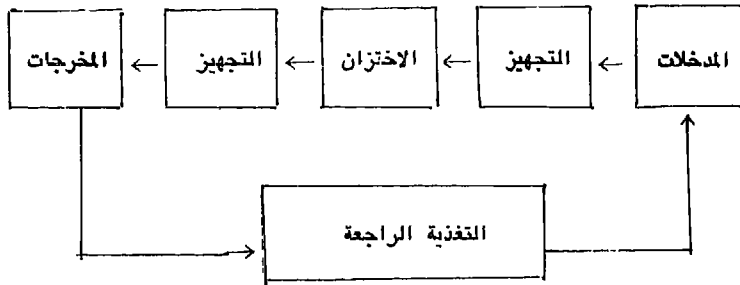 المدخلات ← التجهيز ← الاختزان ← التجهيز ← المخرجات
التغذية الراجعة